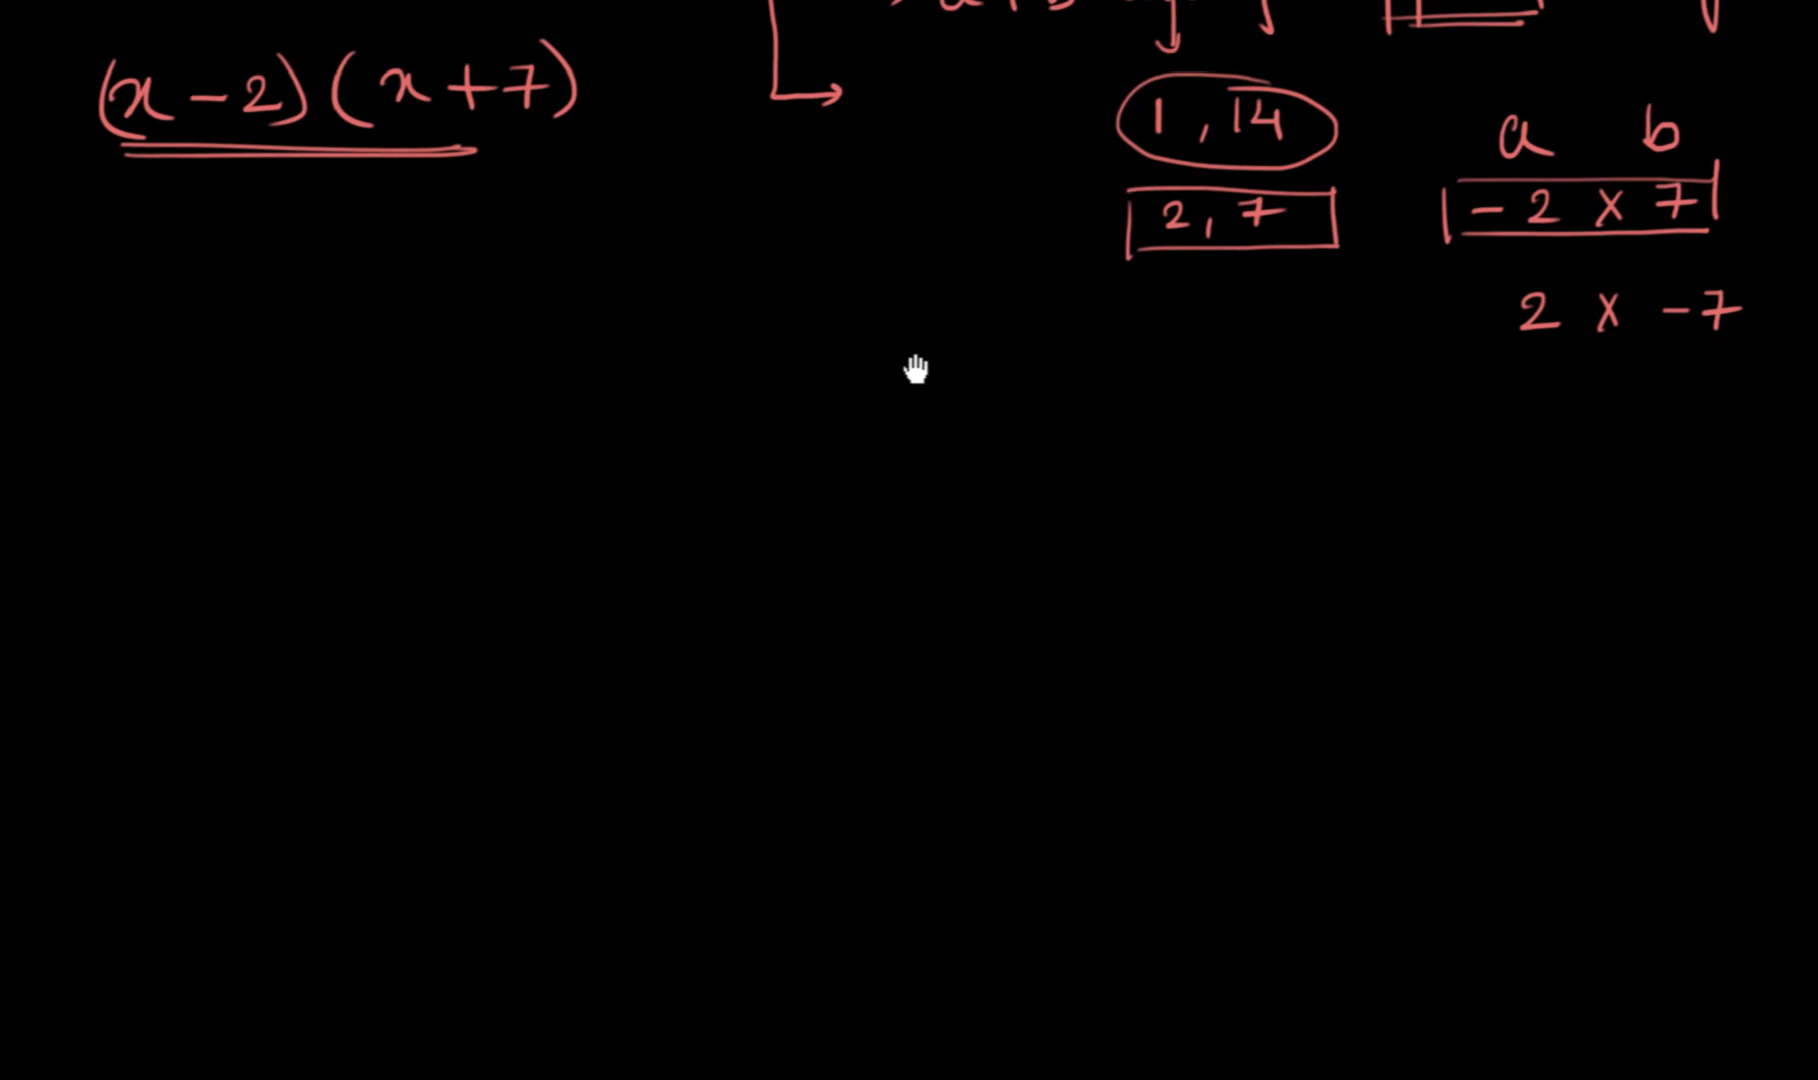 (x - 2) (x + 7)
1 , 14
a b
2 , 7
- 2 x 7
2 x - 7